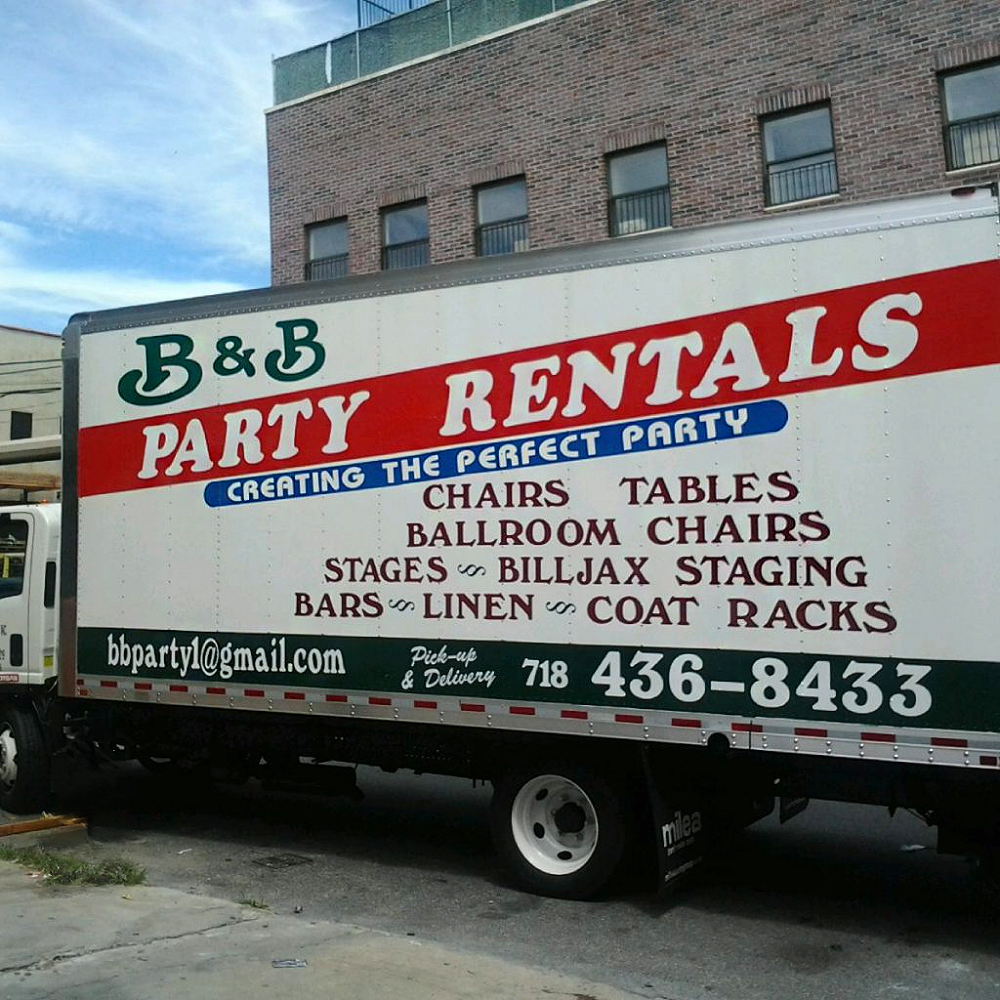 B & B
PARTY RENTALS
CREATING THE PERFECT PARTY
CHAIRS TABLES
BALLROOM CHAIRS
STAGES ~ BILLJAX STAGING
BARS ~ LINEN ~ COAT RACKS
bbparty1@gmail.com Pick-up & Delivery 718 436-8433
milea